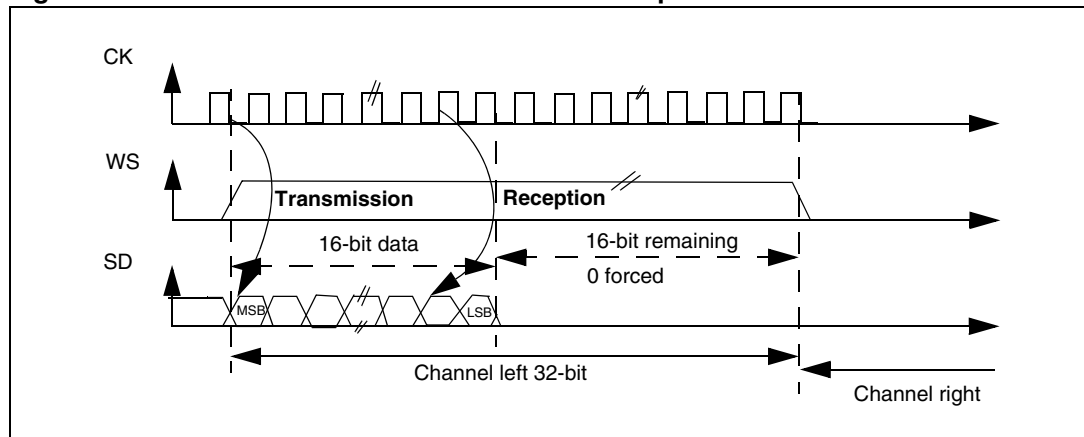 CK
WS
Transmission
Reception
16-bit data
16-bit remaining
0 forced
SD
MSB
LSB
Channel left 32-bit
Channel right